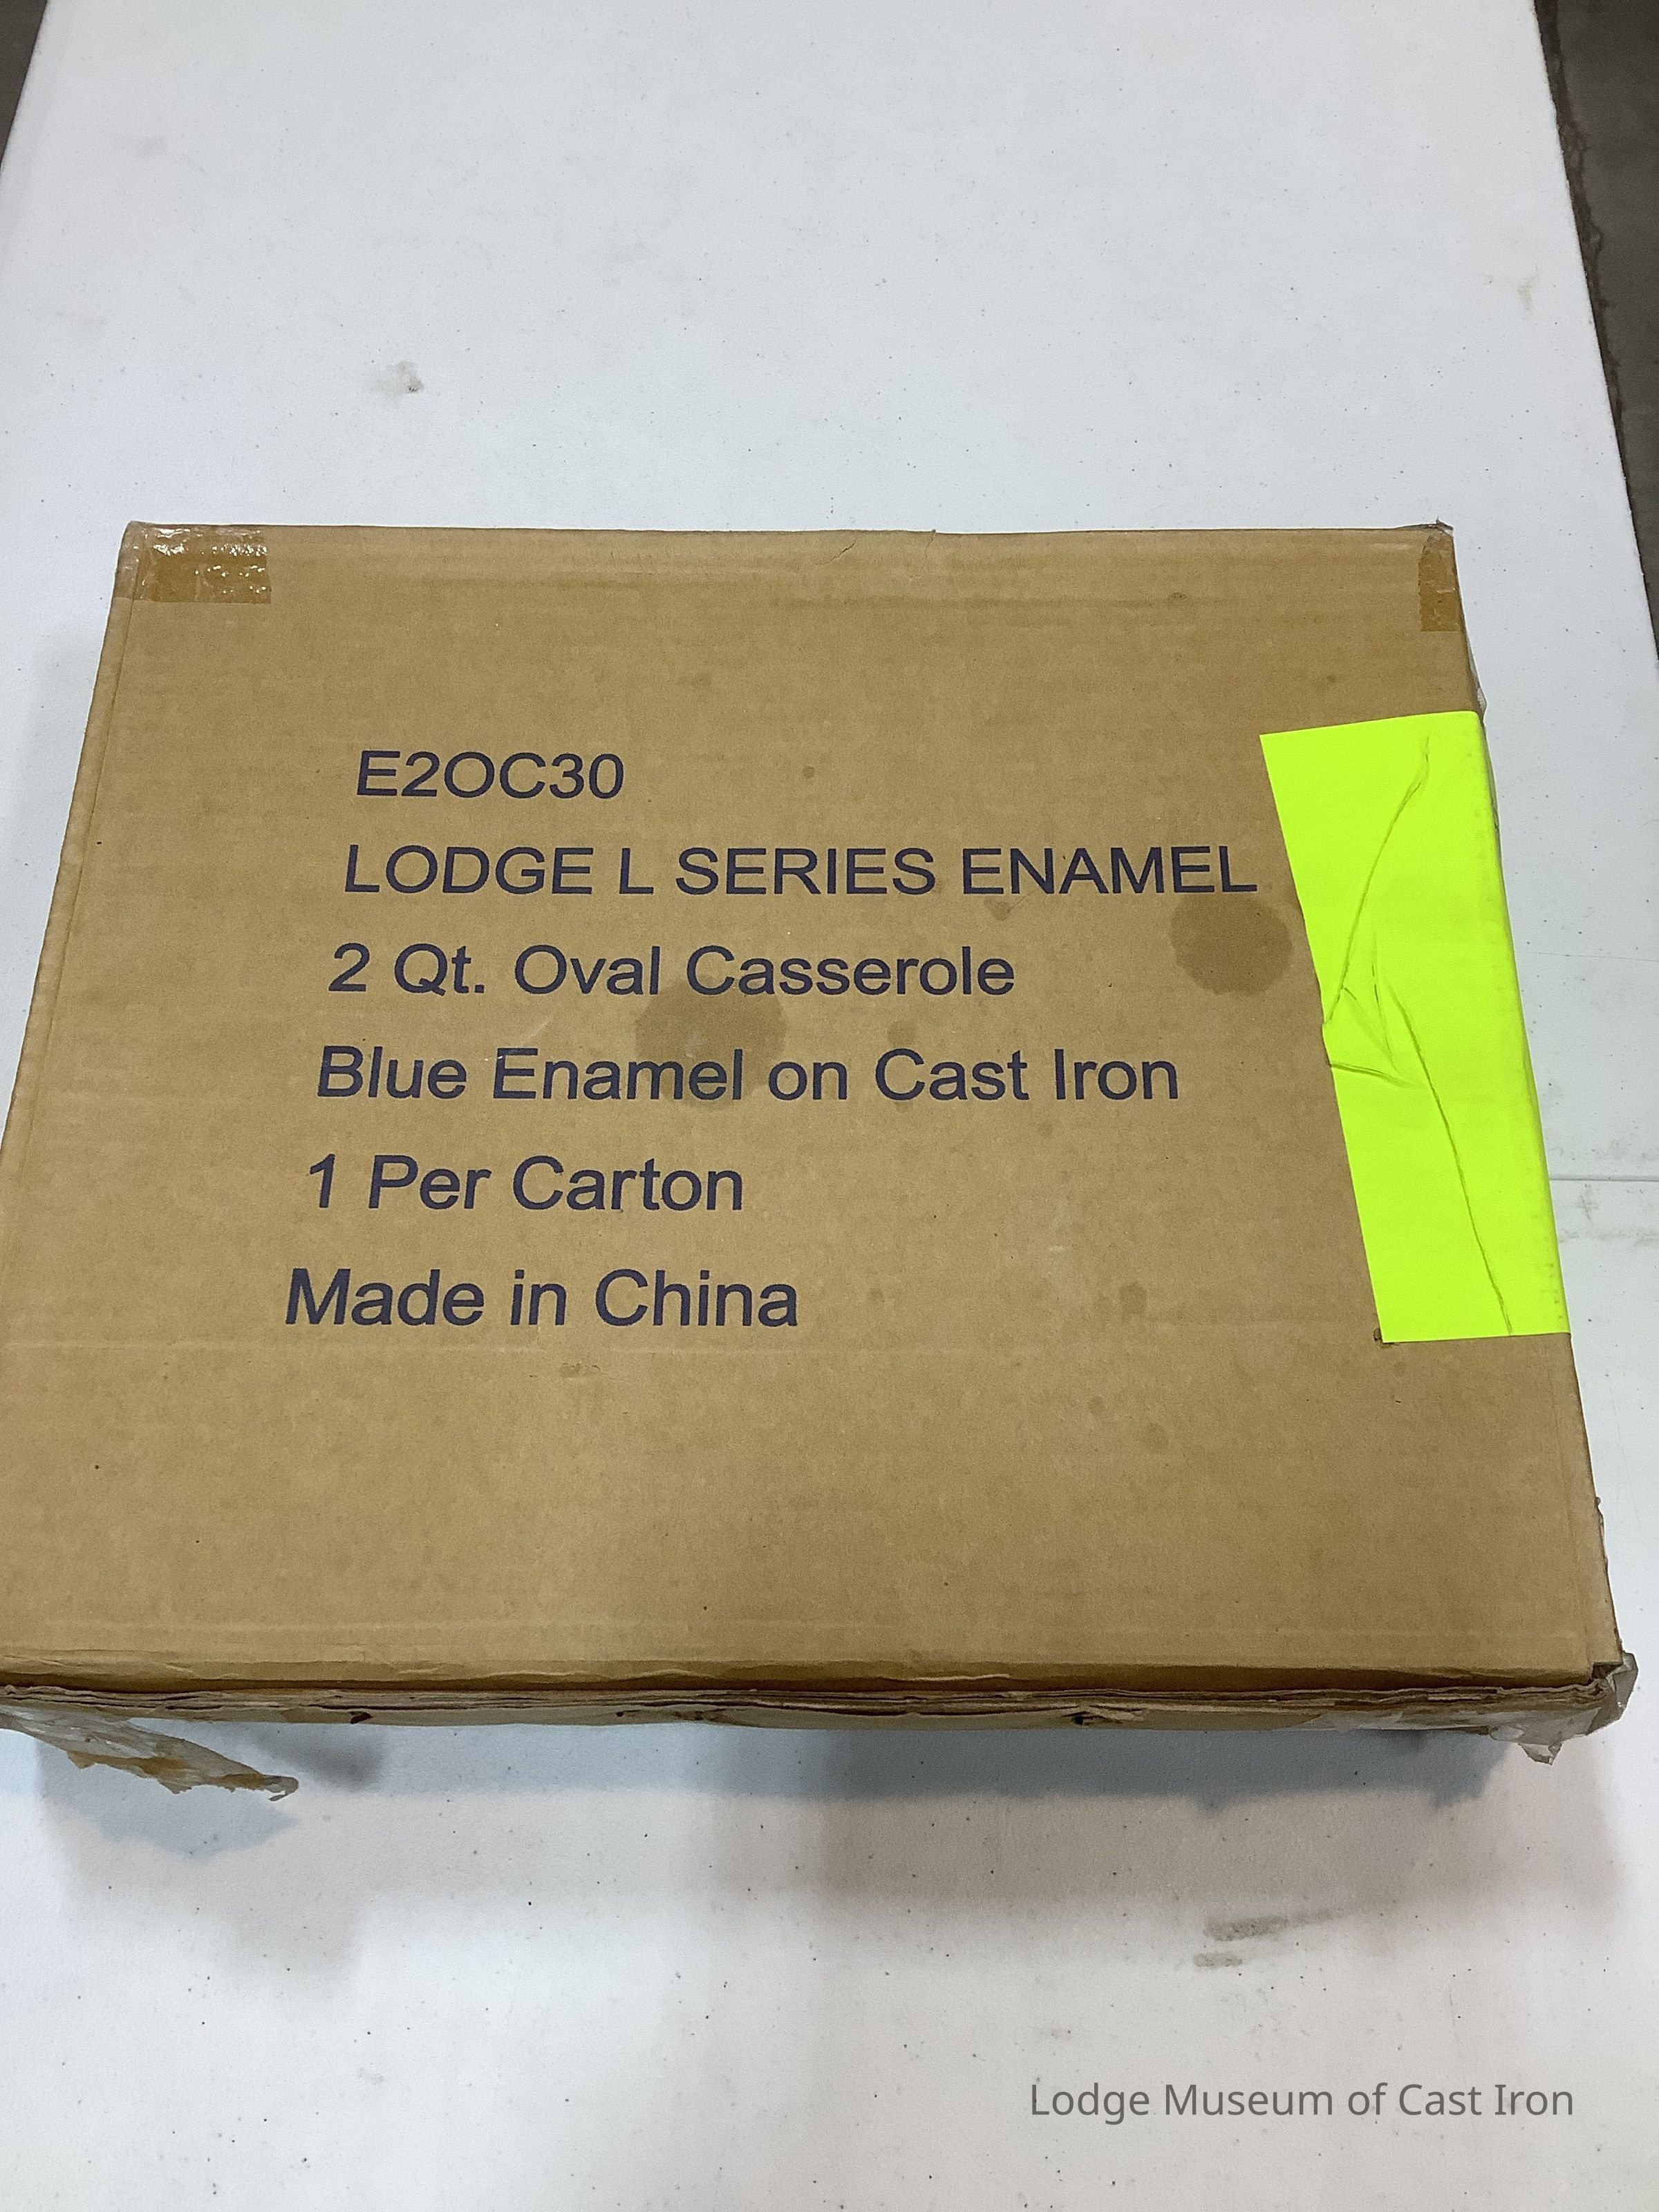 E2OC30
LODGE L SERIES ENAMEL
2 Qt. Oval Casserole
Blue Enamel on Cast Iron
1 Per Carton
Made in China
Lodge Museum of Cast Iron